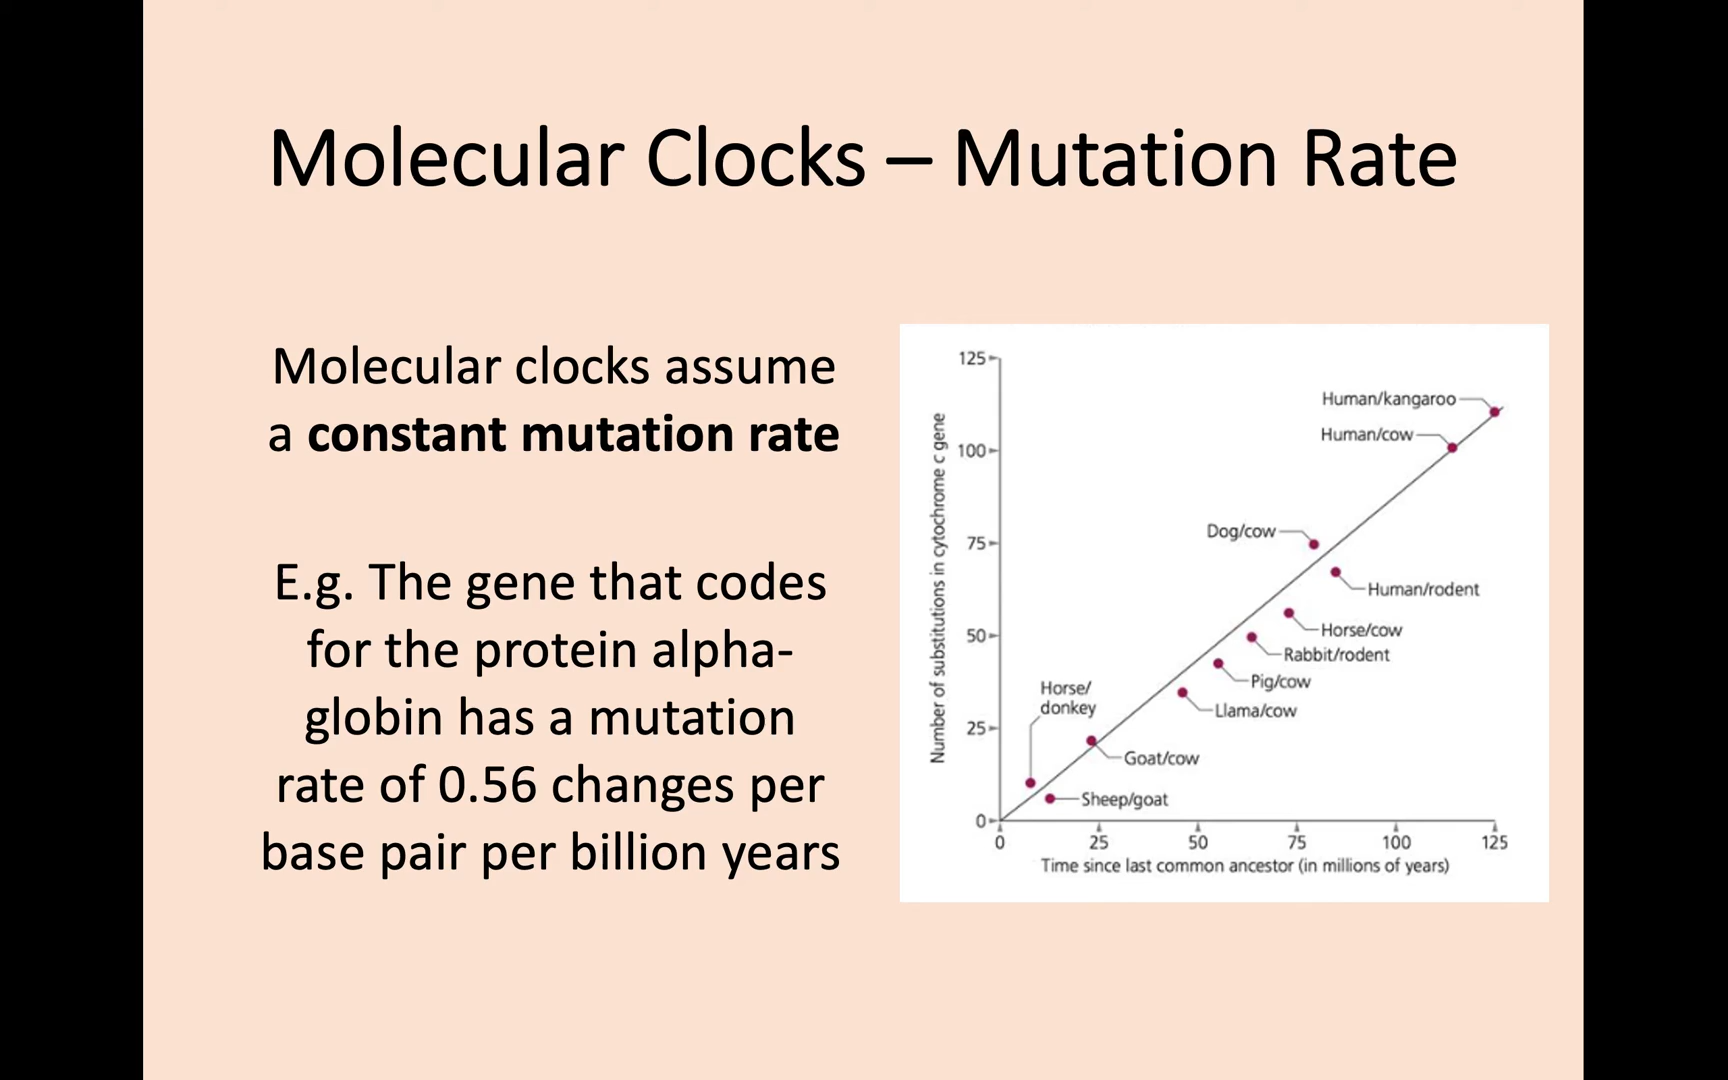 Molecular Clocks – Mutation Rate
Molecular clocks assume
a constant mutation rate
E.g. The gene that codes
for the protein alpha-
globin has a mutation
rate of 0.56 changes per
base pair per billion years
Number of substitutions in cytochrome c gene
125
100
75
50
25
0
Human/kangaroo
Human/cow
Dog/cow
Human/rodent
Horse/cow
Rabbit/rodent
Pig/cow
Horse/
donkey
Llama/cow
Goat/cow
Sheep/goat
0 25 50 75 100 125
Time since last common ancestor (in millions of years)